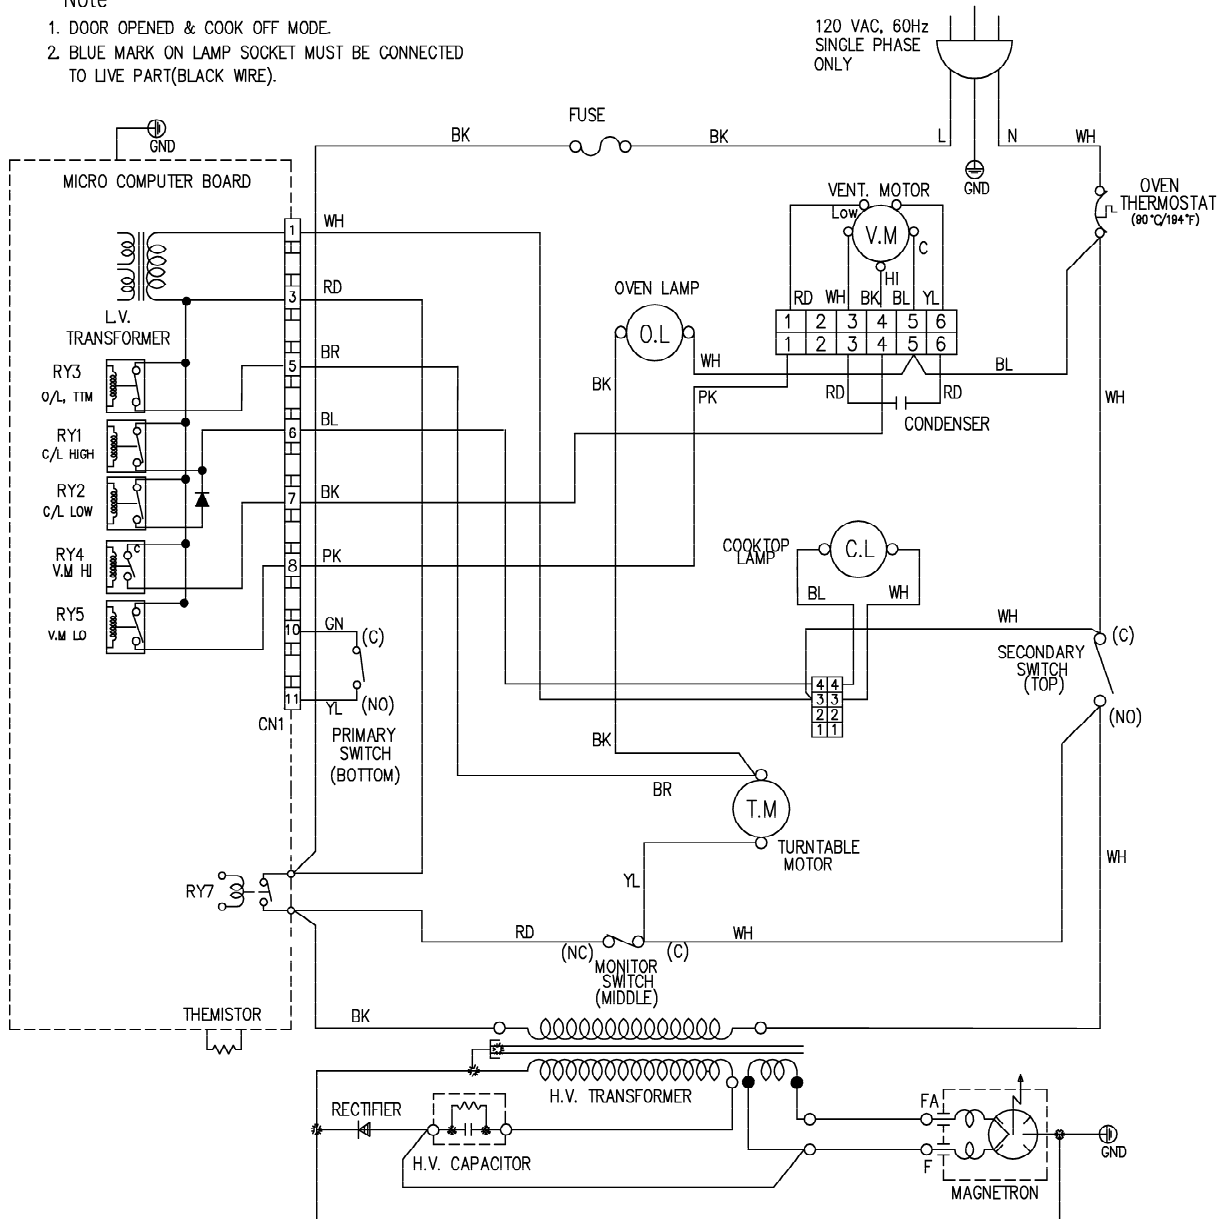 Note
1. DOOR OPENED & COOK OFF MODE.
2. BLUE MARK ON LAMP SOCKET MUST BE CONNECTED
TO LIVE PART(BLACK WIRE).
120 VAC, 60Hz
SINGLE PHASE
ONLY
FUSE
BK
BK
L
N
WH
GND
GND
MICRO COMPUTER BOARD
VENT. MOTOR
Low
V.M
C
HI
OVEN
THERMOSTAT
(90°C/194°F)
1
WH
L.V.
TRANSFORMER
3
RD
OVEN LAMP
O.L
RD
WH
BK
BL
YL
1 2 3 4 5 6
1 2 3 4 5 6
RY3
O/L, TTM
5
BR
WH
BL
BK
PK
RD
RD
WH
CONDENSER
RY1
C/L HIGH
6
BL
RY2
C/L LOW
7
BK
RY4
V.M HI
C
8
PK
COOKTOP
LAMP
C.L
BL
WH
RY5
V.M LO
10
GN
(C)
WH
(C)
SECONDARY
SWITCH
(TOP)
4 4
3 3
2 2
1 1
11
YL
(NO)
(NO)
CN1
PRIMARY
SWITCH
(BOTTOM)
BK
BR
T.M
TURNTABLE
MOTOR
WH
RY7
YL
RD
(NC)
(C)
WH
MONITOR
SWITCH
(MIDDLE)
THEMISTOR
BK
H.V. TRANSFORMER
RECTIFIER
H.V. CAPACITOR
FA
F
GND
MAGNETRON